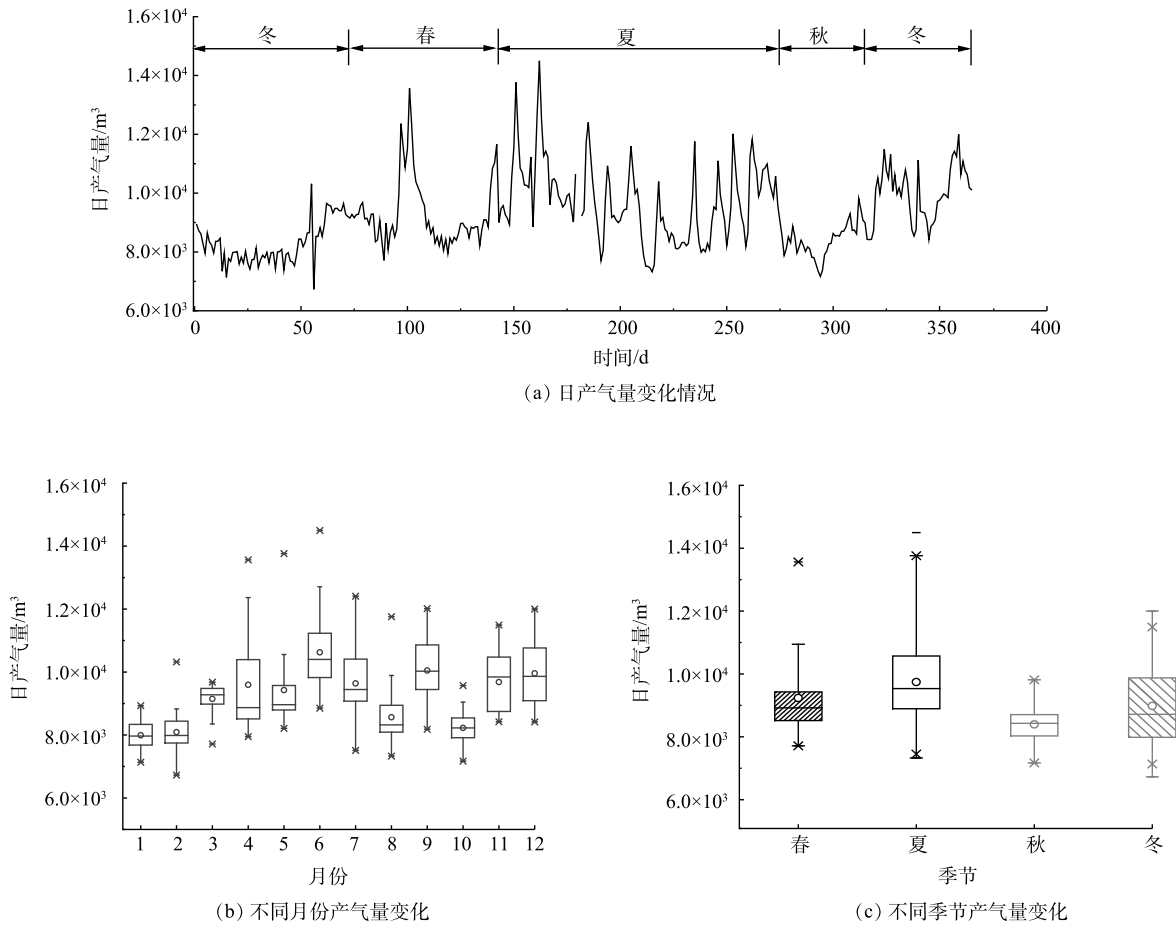 冬 春 夏 秋 冬
日产气量/m³
1.6×10⁴
1.4×10⁴
1.2×10⁴
1.0×10⁴
8.0×10³
6.0×10³
0 50 100 150 200 250 300 350 400
时间/d
(a) 日产气量变化情况
日产气量/m³
1.6×10⁴
1.4×10⁴
1.2×10⁴
1.0×10⁴
8.0×10³
6.0×10³
1 2 3 4 5 6 7 8 9 10 11 12
月份
(b) 不同月份产气量变化
日产气量/m³
1.6×10⁴
1.4×10⁴
1.2×10⁴
1.0×10⁴
8.0×10³
6.0×10³
春 夏 秋 冬
季节
(c) 不同季节产气量变化